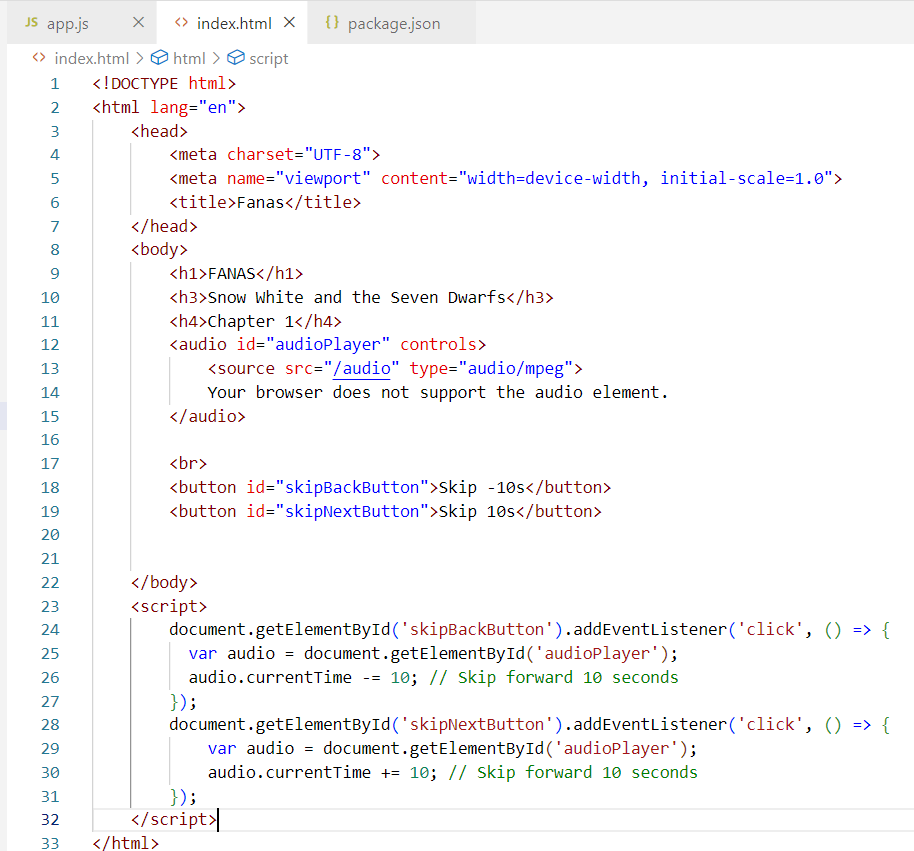 JS app.js
<> index.html
{} package.json
<> index.html > html > script
1 <!DOCTYPE html>
2 <html lang="en">
3 <head>
4 <meta charset="UTF-8">
5 <meta name="viewport" content="width=device-width, initial-scale=1.0">
6 <title>Fanas</title>
7 </head>
8 <body>
9 <h1>FANAS</h1>
10 <h3>Snow White and the Seven Dwarfs</h3>
11 <h4>Chapter 1</h4>
12 <audio id="audioPlayer" controls>
13 <source src="/audio" type="audio/mpeg">
14 Your browser does not support the audio element.
15 </audio>
16
17 <br>
18 <button id="skipBackButton">Skip -10s</button>
19 <button id="skipNextButton">Skip 10s</button>
20
21
22 </body>
23 <script>
24 document.getElementById('skipBackButton').addEventListener('click', () => {
25 var audio = document.getElementById('audioPlayer');
26 audio.currentTime -= 10; // Skip forward 10 seconds
27 });
28 document.getElementById('skipNextButton').addEventListener('click', () => {
29 var audio = document.getElementById('audioPlayer');
30 audio.currentTime += 10; // Skip forward 10 seconds
31 });
32 </script>
33 </html>